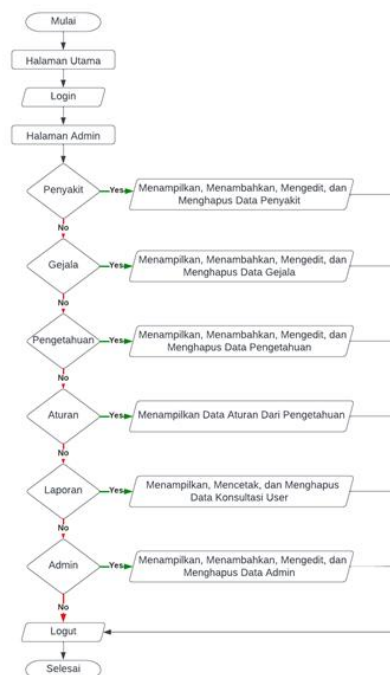 Mulai
Halaman Utama
Login
Halaman Admin
Penyakit
Yes
Menampilkan, Menambahkan, Mengedit, dan
Menghapus Data Penyakit
No
Gejala
Yes
Menampilkan, Menambahkan, Mengedit, dan
Menghapus Data Gejala
No
Pengetahuan
Yes
Menampilkan, Menambahkan, Mengedit, dan
Menghapus Data Pengetahuan
No
Aturan
Yes
Menampilkan Data Aturan Dari Pengetahuan
No
Laporan
Yes
Menampilkan, Mencetak, dan Menghapus
Data Konsultasi User
No
Admin
Yes
Menampilkan, Menambahkan, Mengedit, dan
Menghapus Data Admin
No
Logut
Selesai